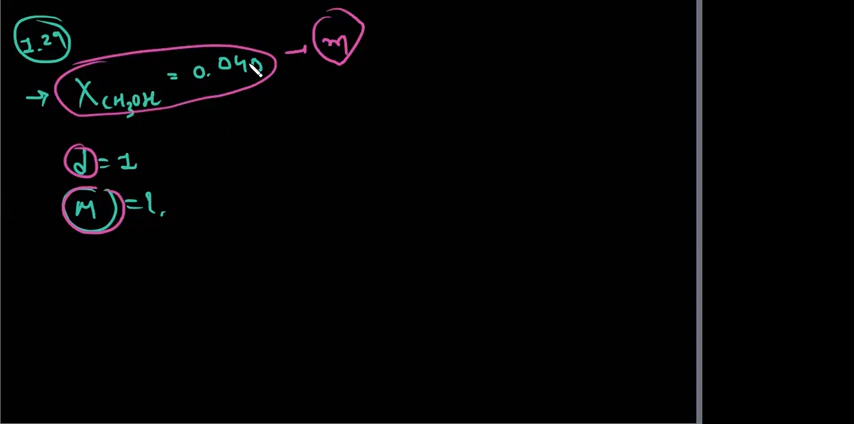 1.29
→ m
→ X CH3OH = 0.040
d = 1
M = 1.